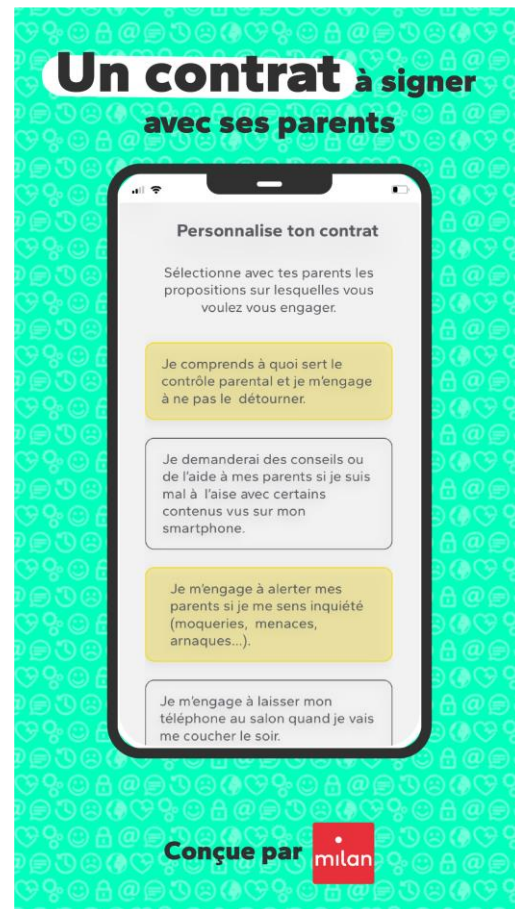 Un contrat à signer
avec ses parents
Personnalise ton contrat
Sélectionne avec tes parents les
propositions sur lesquelles vous
voulez vous engager.
Je comprends à quoi sert le
contrôle parental et je m'engage
à ne pas le détourner.
Je demanderai des conseils ou
de l'aide à mes parents si je suis
mal à l'aise avec certains
contenus vus sur mon
smartphone.
Je m'engage à alerter mes
parents si je me sens inquiété
(moqueries, menaces,
arnaques...).
Je m'engage à laisser mon
téléphone au salon quand je vais
me coucher le soir.
Conçue par milan